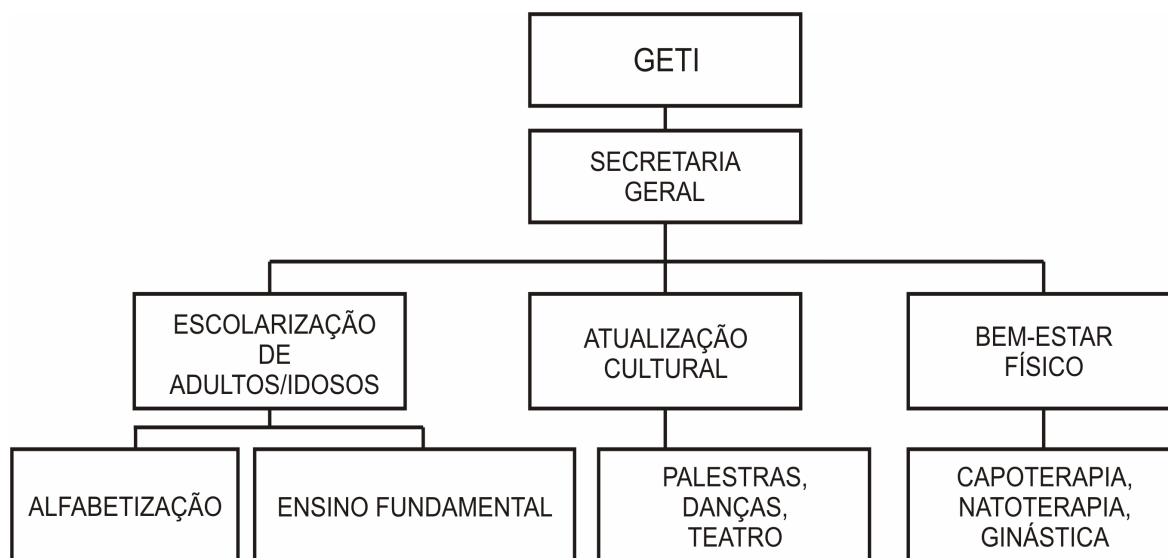 GETI
SECRETARIA
GERAL
ESCOLARIZAÇÃO
DE
ADULTOS/IDOSOS
ATUALIZAÇÃO
CULTURAL
BEM-ESTAR
FÍSICO
ALFABETIZAÇÃO
ENSINO FUNDAMENTAL
PALESTRAS,
DANÇAS,
TEATRO
CAPOTERAPIA,
NATOTERAPIA,
GINÁSTICA